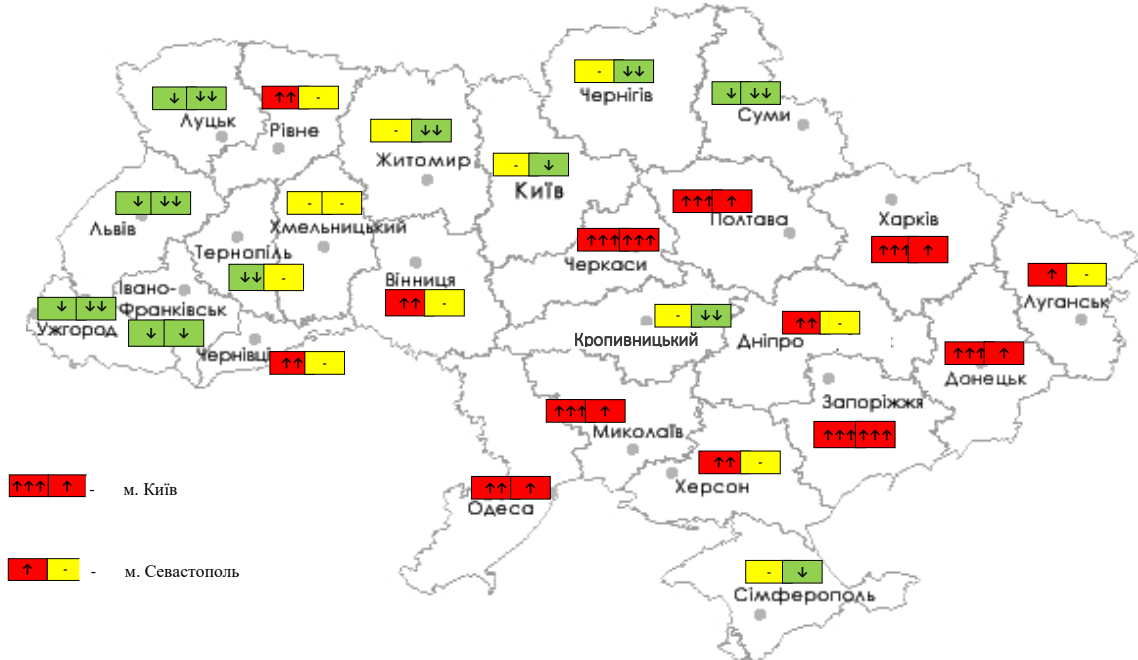 - ↓↓
Чернігів
↓ ↓↓
Луцьк
↑↑ -
Рівне
↓ ↓↓
Суми
- ↓↓
Житомир
- ↓
Київ
↓ ↓↓
Львів
- -
Хмельницький
↑↑↑ ↑
Полтава
Харків
↑↑↑ ↑
↑↑↑ ↑↑↑
Черкаси
Тернопіль
↓↓ -
Вінниця
↑↑ -
↑ -
Луганськ
Івано-
Франківськ
↓ ↓
↓ ↓↓
Ужгород
Чернівці
↑↑ -
- ↓↓
Кропивницький
↑↑ -
Дніпро
↑↑↑ ↑
Донецьк
Запоріжжя
↑↑↑ ↑↑↑
↑↑↑ ↑
Миколаїв
↑↑ -
Херсон
↑↑ ↑
Одеса
↑↑↑ ↑ - м. Київ
↑ - - м. Севастополь
- ↓
Сімферополь